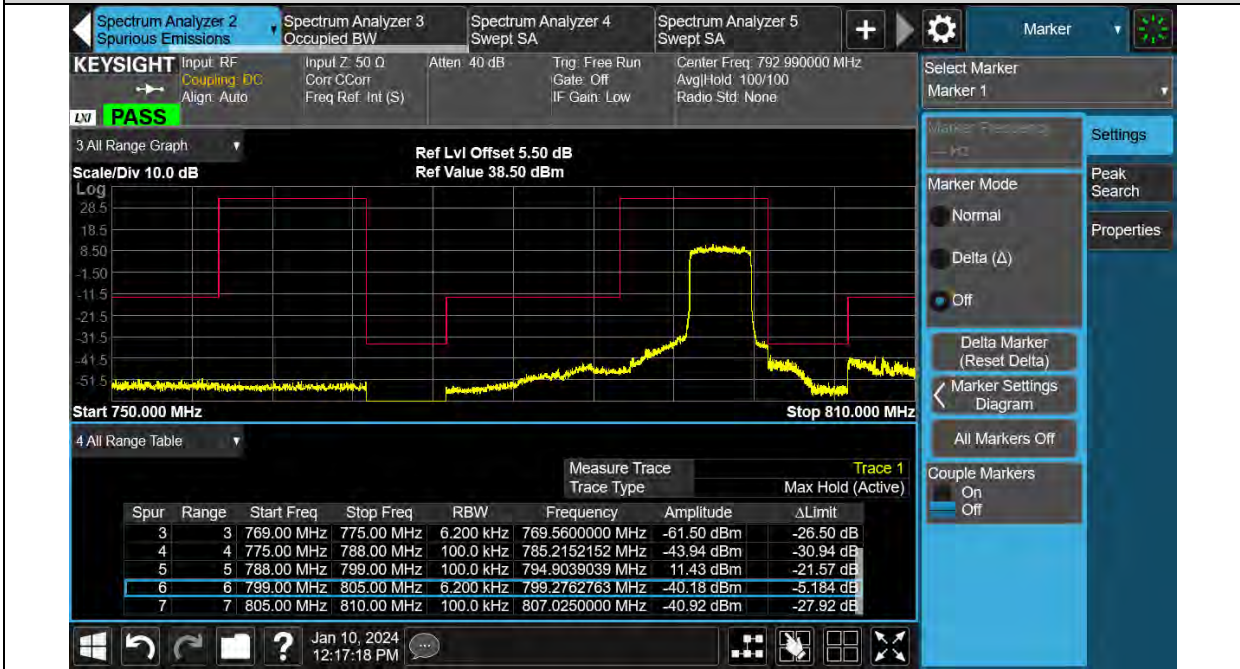 Spectrum Analyzer 2
Spurious Emissions
Spectrum Analyzer 3
Occupied BW
Spectrum Analyzer 4
Swept SA
Spectrum Analyzer 5
Swept SA
+
Marker
KEYSIGHT
Input: RF
Coupling: DC
Align: Auto
Input Z: 50 Ω
Corr CCorr
Freq Ref: Int (S)
Atten: 40 dB
Trig: Free Run
Gate: Off
IF Gain: Low
Center Freq: 792.990000 MHz
Avg|Hold: 100/100
Radio Std: None
LXI
PASS
Select Marker
Marker 1
3 All Range Graph
Ref Lvl Offset 5.50 dB
Scale/Div 10.0 dB
Ref Value 38.50 dBm
Log
28.5
18.5
8.50
-1.50
-11.5
-21.5
-31.5
-41.5
-51.5
Start 750.000 MHz
Stop 810.000 MHz
Marker Frequency
--- Hz
Marker Mode
Normal
Delta (Δ)
Off
Delta Marker
(Reset Delta)
Marker Settings
Diagram
All Markers Off
Couple Markers
On
Off
Settings
Peak
Search
Properties
4 All Range Table
Measure Trace Trace 1
Trace Type Max Hold (Active)
Spur Range Start Freq Stop Freq RBW Frequency Amplitude ΔLimit
3 3 769.00 MHz 775.00 MHz 6.200 kHz 769.5600000 MHz -61.50 dBm -26.50 dB
4 4 775.00 MHz 788.00 MHz 100.0 kHz 785.2152152 MHz -43.94 dBm -30.94 dB
5 5 788.00 MHz 799.00 MHz 100.0 kHz 794.9039039 MHz 11.43 dBm -21.57 dB
6 6 799.00 MHz 805.00 MHz 6.200 kHz 799.2762763 MHz -40.18 dBm -5.184 dB
7 7 805.00 MHz 810.00 MHz 100.0 kHz 807.0250000 MHz -40.92 dBm -27.92 dB
?
Jan 10, 2024
12:17:18 PM